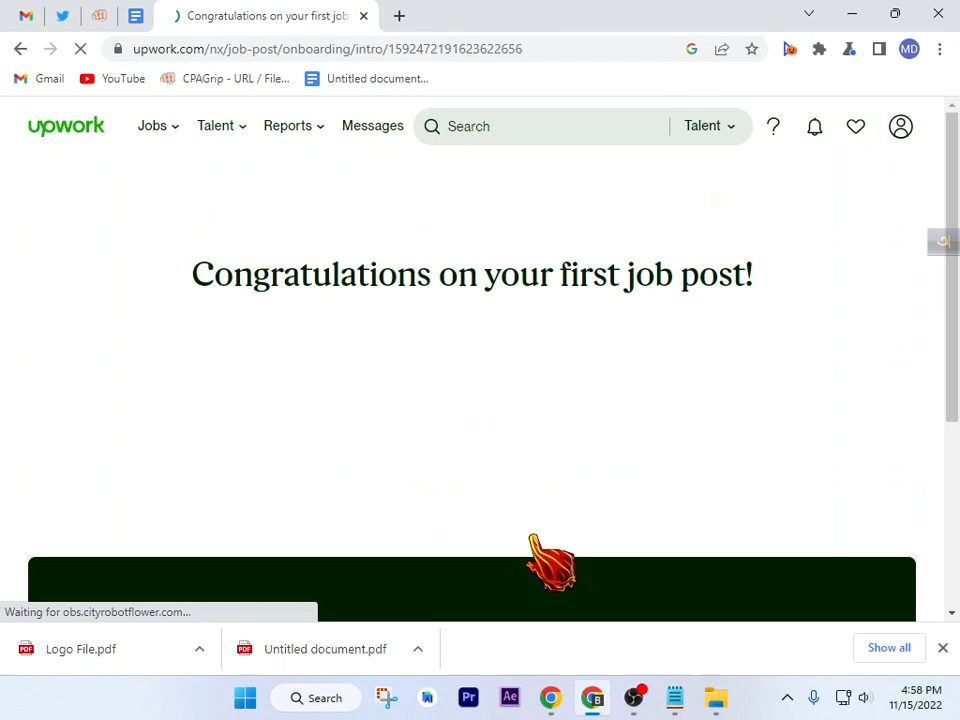 Congratulations on your first job
upwork.com/nx/job-post/onboarding/intro/1592472191623622656
MD
Gmail
YouTube
CPAGrip - URL / File...
Untitled document...
upwork
Jobs
Talent
Reports
Messages
Search
Talent
Congratulations on your first job post!
Waiting for obs.cityrobotflower.com...
Logo File.pdf
Untitled document.pdf
Show all
Search
Pr
Ae
4:58 PM
11/15/2022